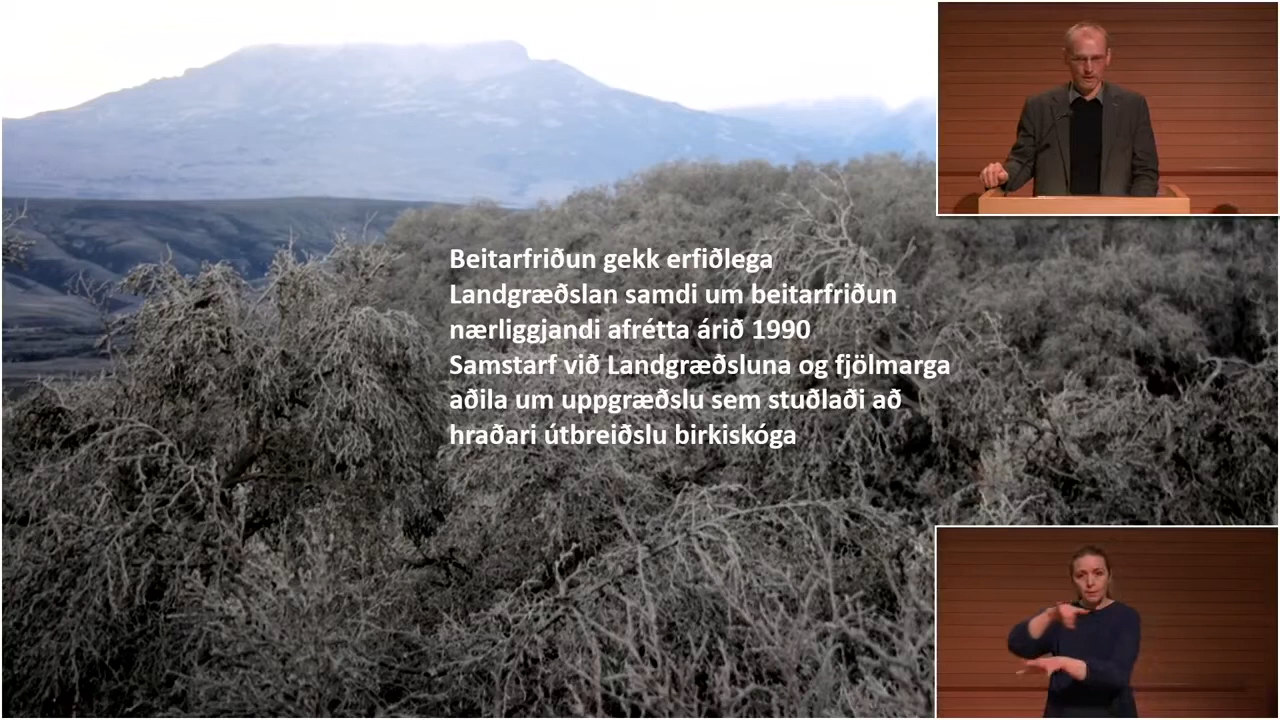 Beitarfriðun gekk erfiðlega
Landgræðslan samdi um beitarfriðun
nærliggjandi afrétta árið 1990
Samstarf við Landgræðsluna og fjölmarga
aðila um uppgræðslu sem stuðlaði að
hraðari útbreiðslu birkiskóga